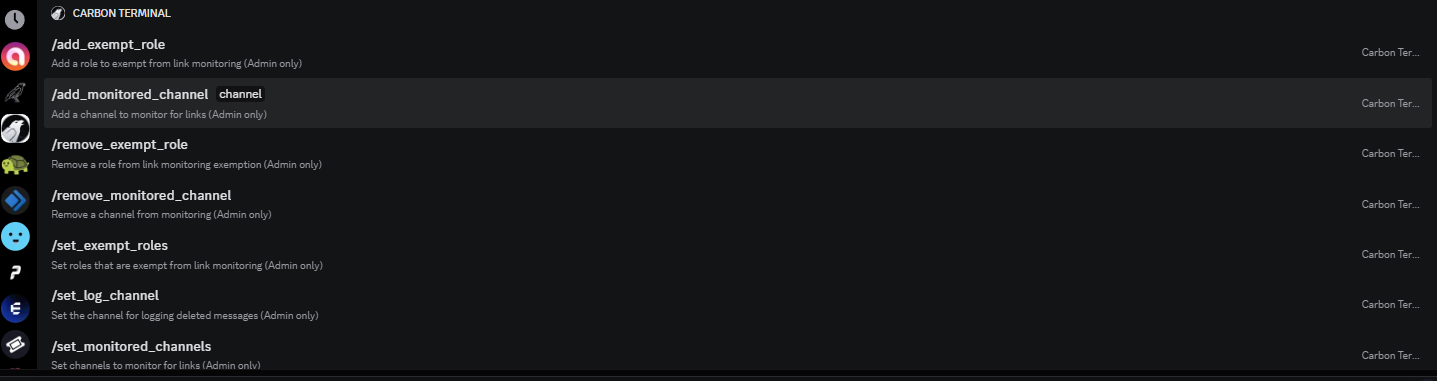 CARBON TERMINAL
/add_exempt_role
Add a role to exempt from link monitoring (Admin only)
Carbon Ter...
/add_monitored_channel channel
Add a channel to monitor for links (Admin only)
Carbon Ter...
/remove_exempt_role
Remove a role from link monitoring exemption (Admin only)
Carbon Ter...
/remove_monitored_channel
Remove a channel from monitoring (Admin only)
Carbon Ter...
/set_exempt_roles
Set roles that are exempt from link monitoring (Admin only)
Carbon Ter...
/set_log_channel
Set the channel for logging deleted messages (Admin only)
Carbon Ter...
/set_monitored_channels
Set channels to monitor for links (Admin only)
Carbon Ter...